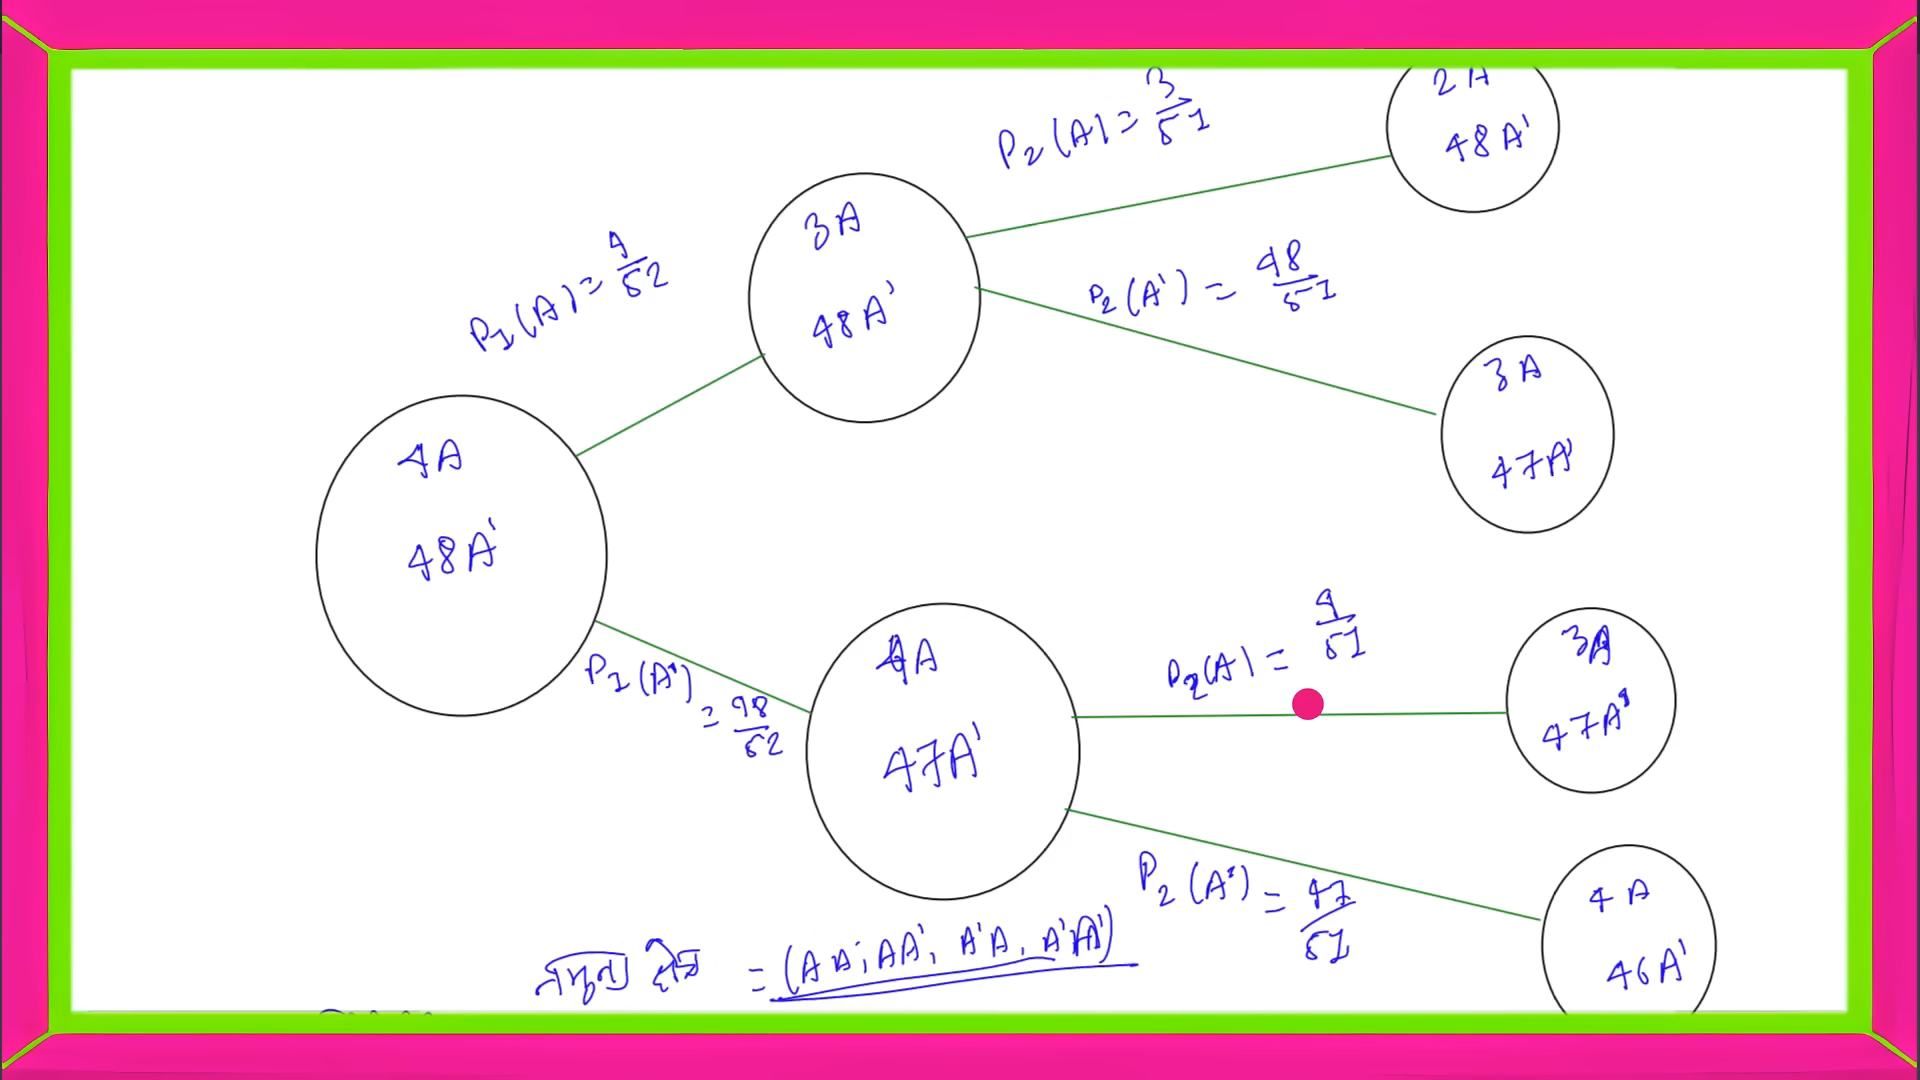 P₂(A) = 3/51
2A
48A'
3A
48A'
P₁(A) = 4/52
P₂(A') = 48/51
3A
47A'
4A
48A'
P₁(A') = 48/52
4A
47A'
P₂(A) = 4/51
3A
47A'
P₂(A') = 47/51
4A
46A'
নমুনা ক্ষেত্র = (AA, AA', A'A, A'A')